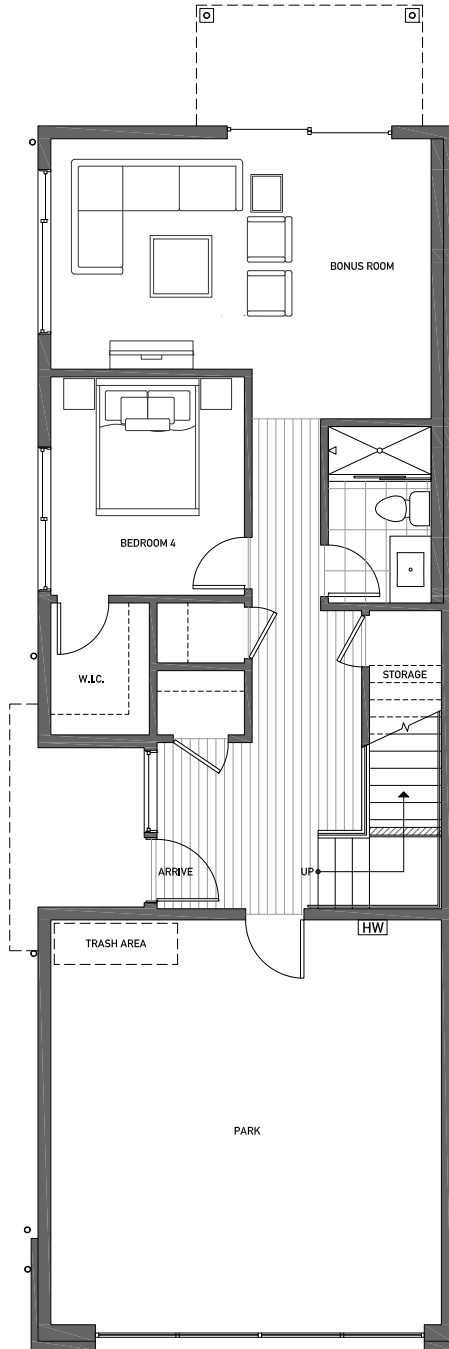 BONUS ROOM
BEDROOM 4
W.I.C.
STORAGE
ARRIVE
UP
TRASH AREA
HW
PARK